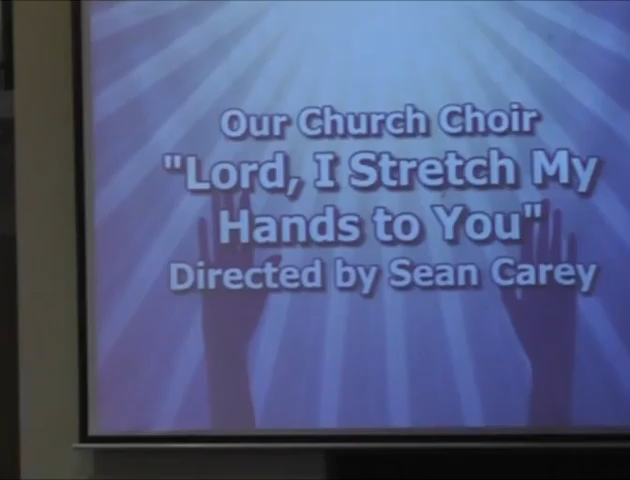 Our Church Choir
"Lord, I Stretch My
Hands to You"
Directed by Sean Carey